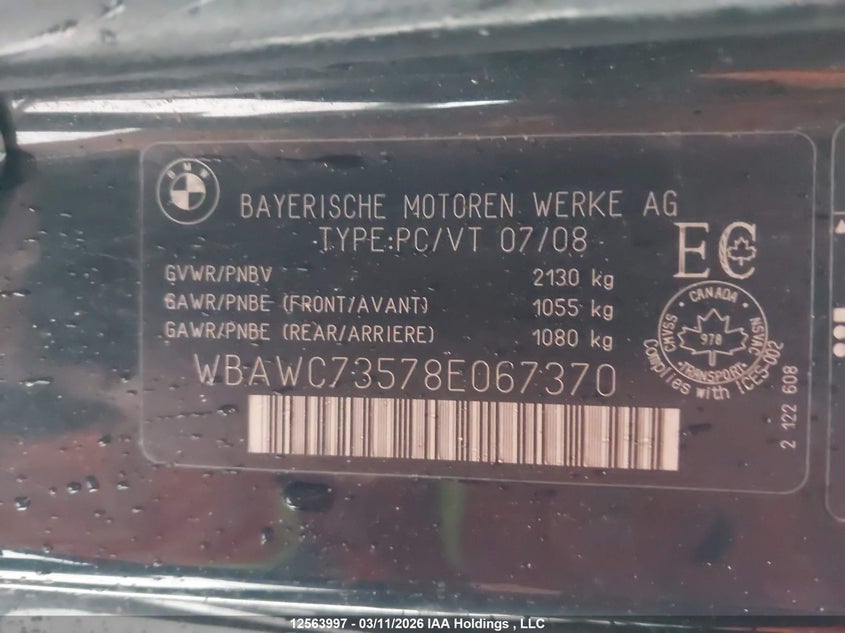 BMW
BAYERISCHE MOTOREN WERKE AG
TYPE:PC/VT 07/08
EC
GVWR/PNBV 2130 kg
GAWR/PNBE (FRONT/AVANT) 1055 kg
GAWR/PNBE (REAR/ARRIERE) 1080 kg
WBAWC73578E067370
· CANADA ·
NSVAC
·TRANSPORT·
CMVSS
978
Complies with ICES-002
2 122 608
12563997 - 03/11/2026 IAA Holdings , LLC